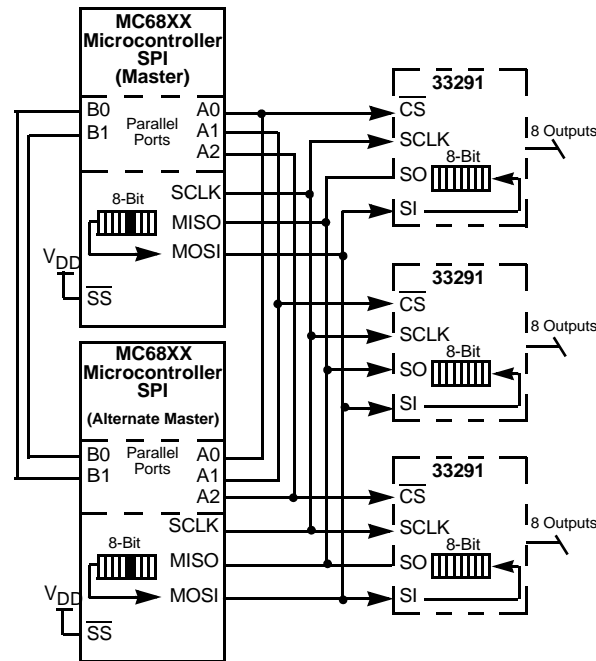 MC68XX
Microcontroller
SPI
(Master)
B0
B1
Parallel
Ports
A0
A1
A2
8-Bit
SCLK
MISO
MOSI
VDD
SS
33291
CS
SCLK
SO
8-Bit
SI
8 Outputs
33291
CS
SCLK
SO
8-Bit
SI
8 Outputs
MC68XX
Microcontroller
SPI
(Alternate Master)
B0
B1
Parallel
Ports
A0
A1
A2
8-Bit
SCLK
MISO
MOSI
VDD
SS
33291
CS
SCLK
SO
8-Bit
SI
8 Outputs